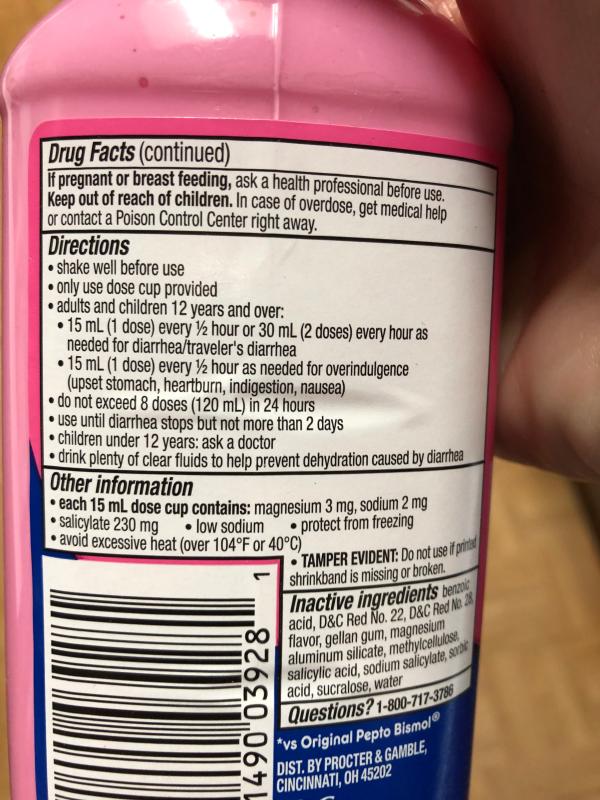 Drug Facts (continued)
If pregnant or breast feeding, ask a health professional before use.
Keep out of reach of children. In case of overdose, get medical help
or contact a Poison Control Center right away.
Directions
• shake well before use
• only use dose cup provided
• adults and children 12 years and over:
• 15 mL (1 dose) every ½ hour or 30 mL (2 doses) every hour as
needed for diarrhea/traveler's diarrhea
• 15 mL (1 dose) every ½ hour as needed for overindulgence
(upset stomach, heartburn, indigestion, nausea)
• do not exceed 8 doses (120 mL) in 24 hours
• use until diarrhea stops but not more than 2 days
• children under 12 years: ask a doctor
• drink plenty of clear fluids to help prevent dehydration caused by diarrhea
Other information
• each 15 mL dose cup contains: magnesium 3 mg, sodium 2 mg
• salicylate 230 mg • low sodium • protect from freezing
• avoid excessive heat (over 104°F or 40°C)
• TAMPER EVIDENT: Do not use if printed
shrinkband is missing or broken.
Inactive ingredients benzoic
acid, D&C Red No. 22, D&C Red No. 28,
flavor, gellan gum, magnesium
aluminum silicate, methylcellulose,
salicylic acid, sodium salicylate, sorbic
acid, sucralose, water
Questions? 1-800-717-3786
*vs Original Pepto Bismol®
DIST. BY PROCTER & GAMBLE,
CINCINNATI, OH 45202
1490 03928 1